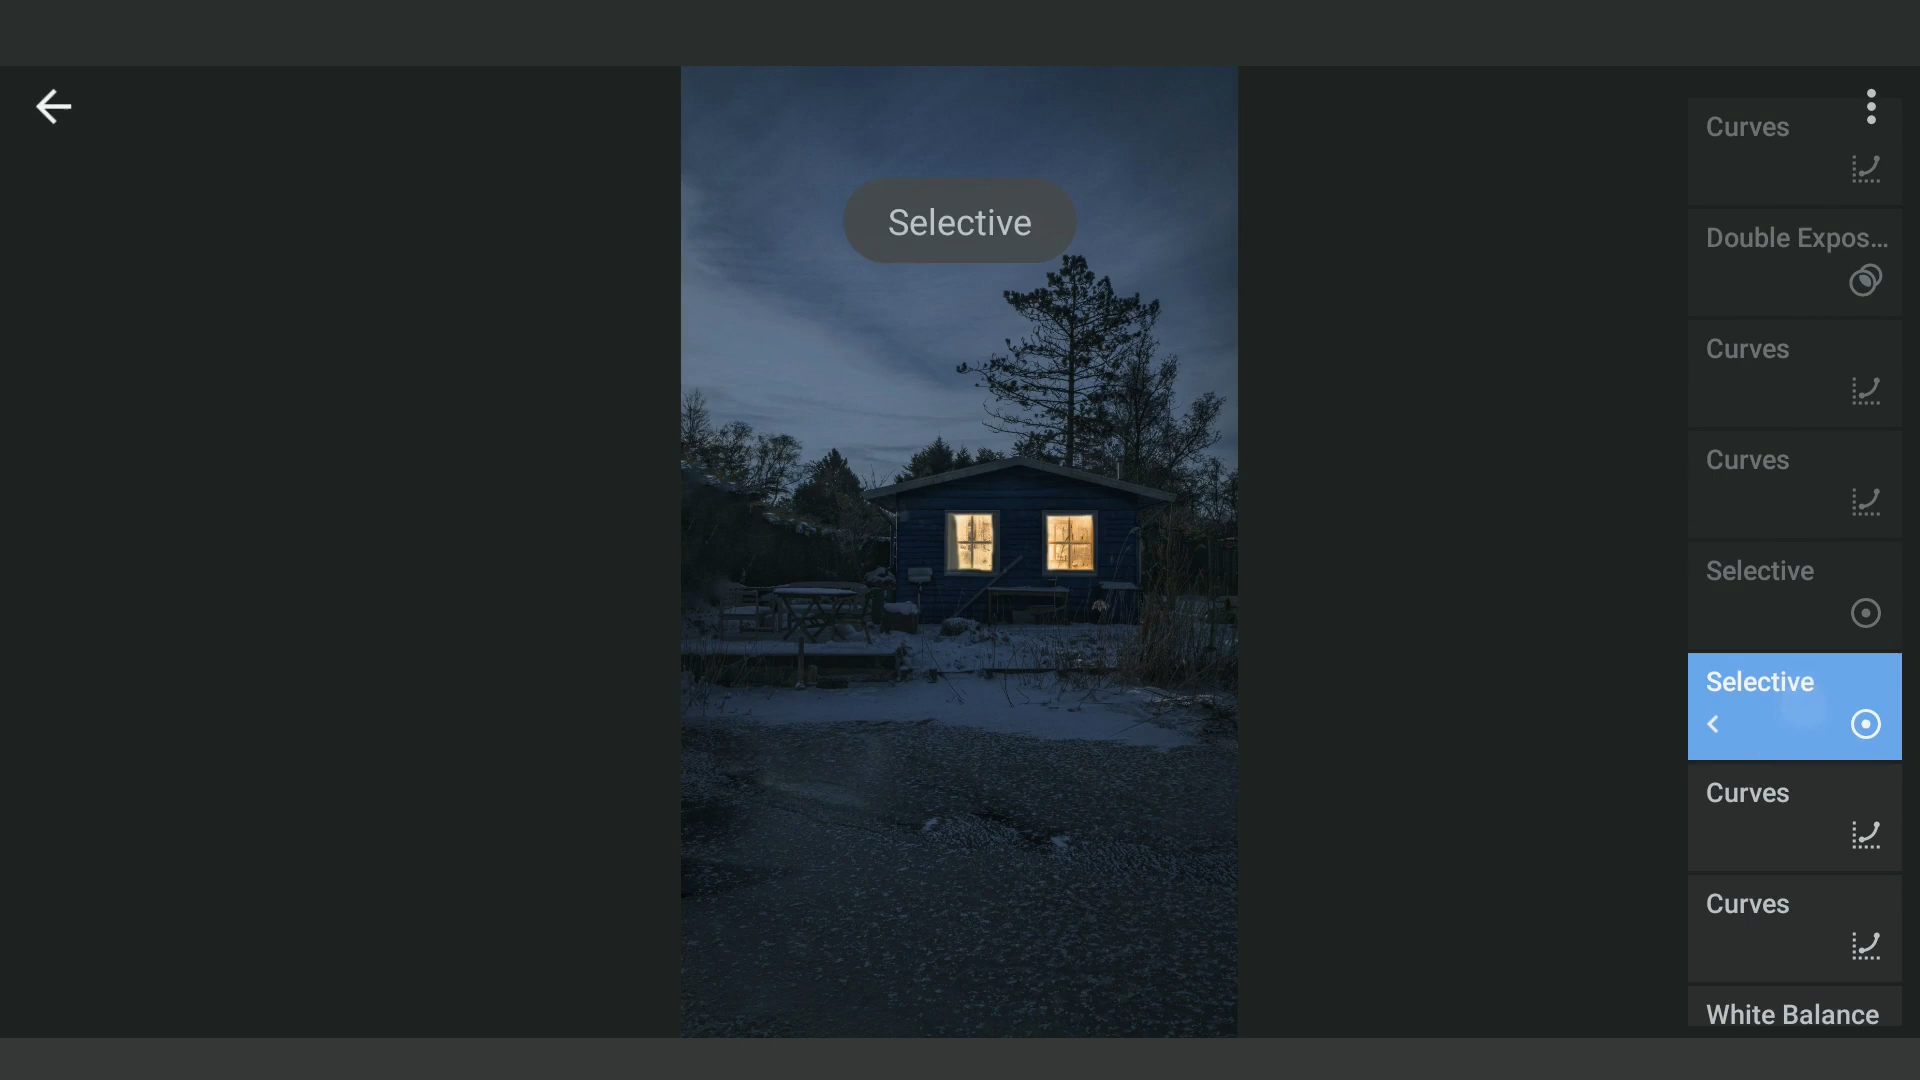 Selective
Curves
Double Expos...
Curves
Curves
Selective
Selective
Curves
Curves
White Balance